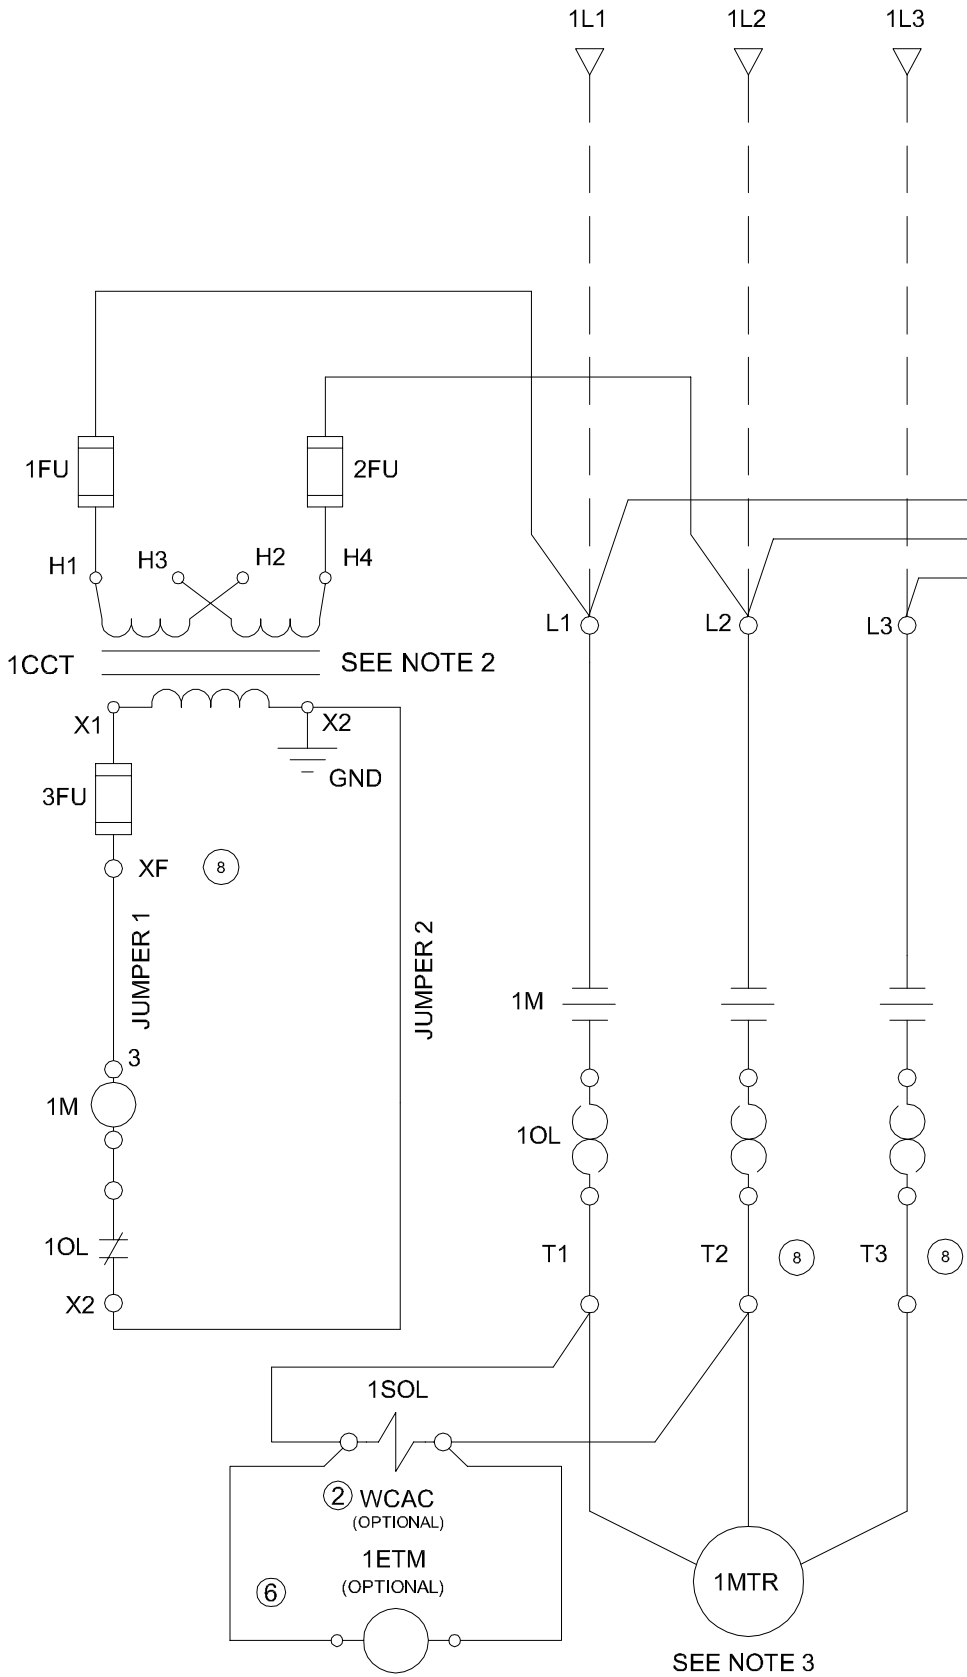 1L1 1L2 1L3
1FU 2FU
H1 H3 H2 H4
L1 L2 L3
1CCT SEE NOTE 2
X1 X2
GND
3FU
XF 8
JUMPER 1
JUMPER 2
1M
3
1M
1OL
1OL
T1 T2 8 T3 8
X2
1SOL
2 WCAC
(OPTIONAL)
1ETM
(OPTIONAL)
6
1MTR
SEE NOTE 3